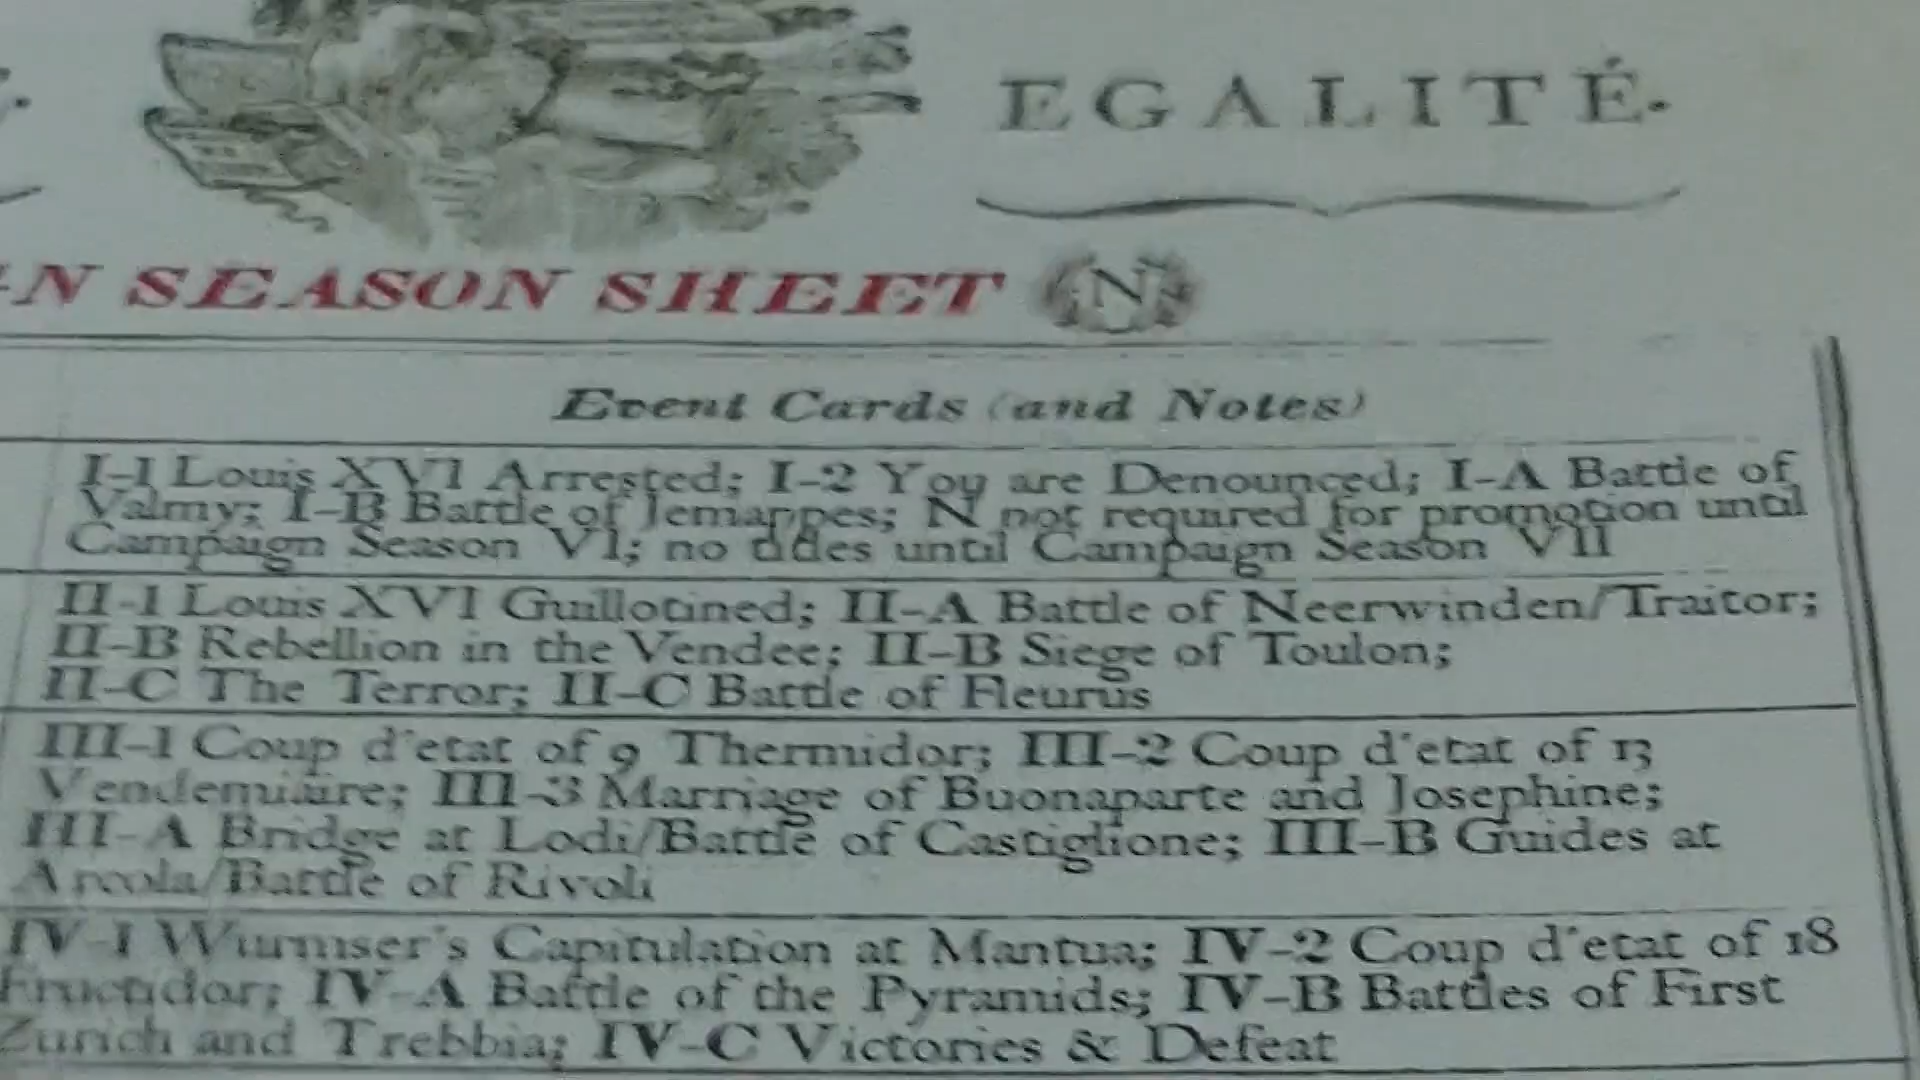 EGALITÉ.
N SEASON SHEET N
Event Cards (and Notes)
I-1 Louis XVI Arrested; I-2 You are Denounced; I-A Battle of
Valmy; I-B Battle of Jemappes; N not required for promotion until
Campaign Season VI; no titles until Campaign Season VII
II-1 Louis XVI Guillotined; II-A Battle of Neerwinden/Traitor;
II-B Rebellion in the Vendee; II-B Siege of Toulon;
II-C The Terror; II-C Battle of Fleurus
III-1 Coup d'etat of 9 Thermidor; III-2 Coup d'etat of 13
Vendemiaire; III-3 Marriage of Buonaparte and Josephine;
III-A Bridge at Lodi/Battle of Castiglione; III-B Guides at
Arcola/Battle of Rivoli
IV-1 Wurmser's Capitulation at Mantua; IV-2 Coup d'etat of 18
Fructidor; IV-A Battle of the Pyramids; IV-B Battles of First
Zurich and Trebbia; IV-C Victories & Defeat